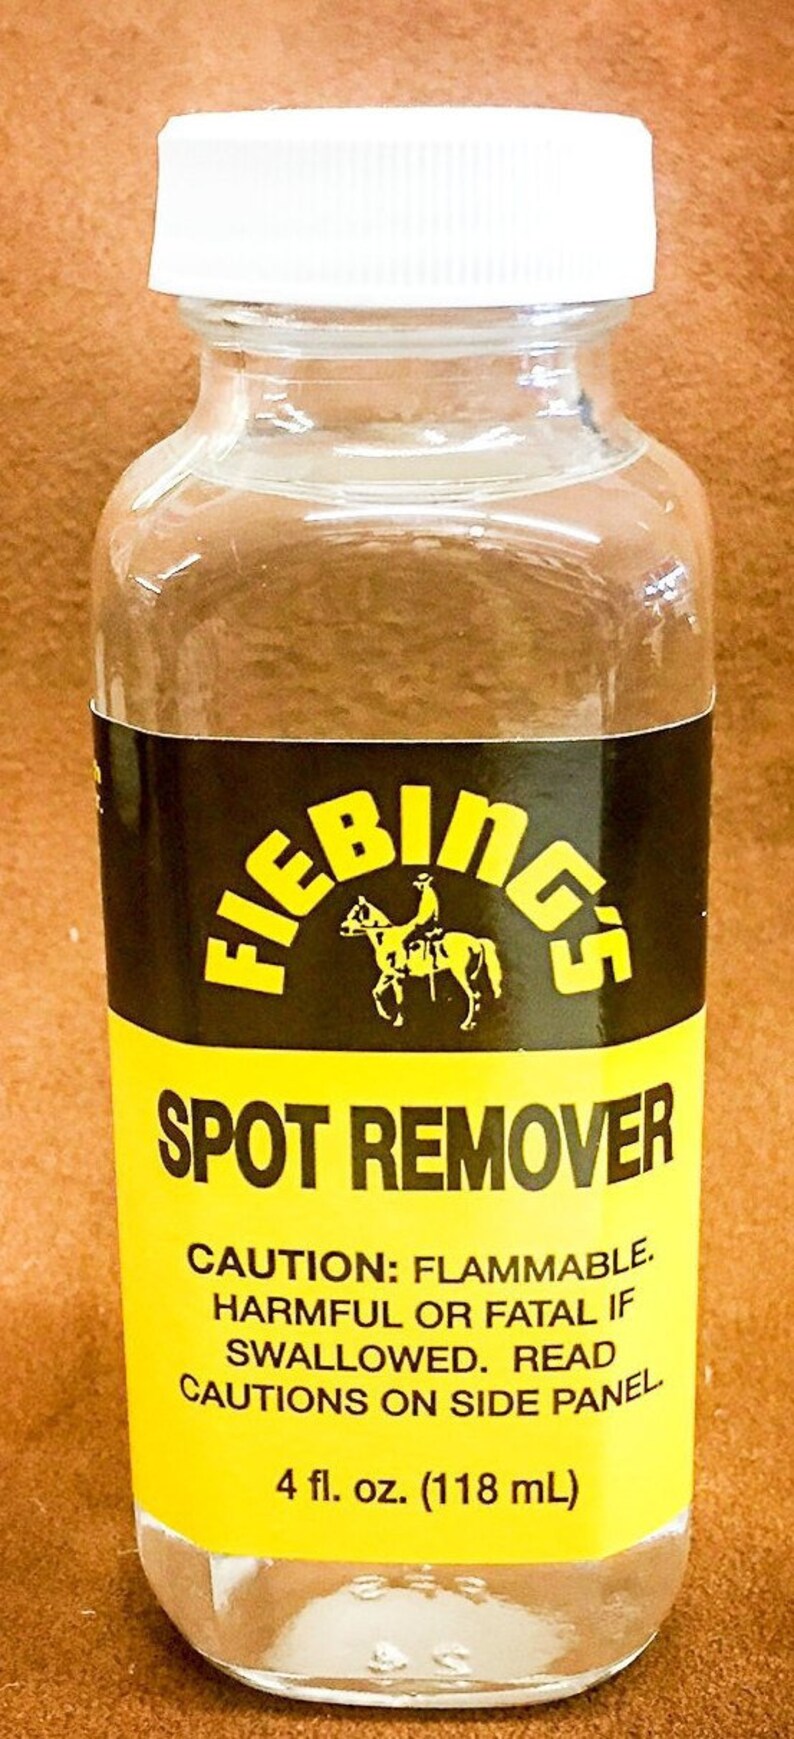 FIEBING'S
SPOT REMOVER
CAUTION: FLAMMABLE.
HARMFUL OR FATAL IF
SWALLOWED. READ
CAUTIONS ON SIDE PANEL.
4 fl. oz. (118 mL)